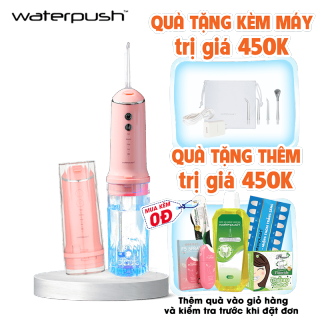 waterpush™
QUÀ TẶNG KÈM MÁY
trị giá 450K
QUÀ TẶNG THÊM
trị giá 450K
MUA KÈM
0Đ
Thêm quà vào giỏ hàng
và kiểm tra trước khi đặt đơn